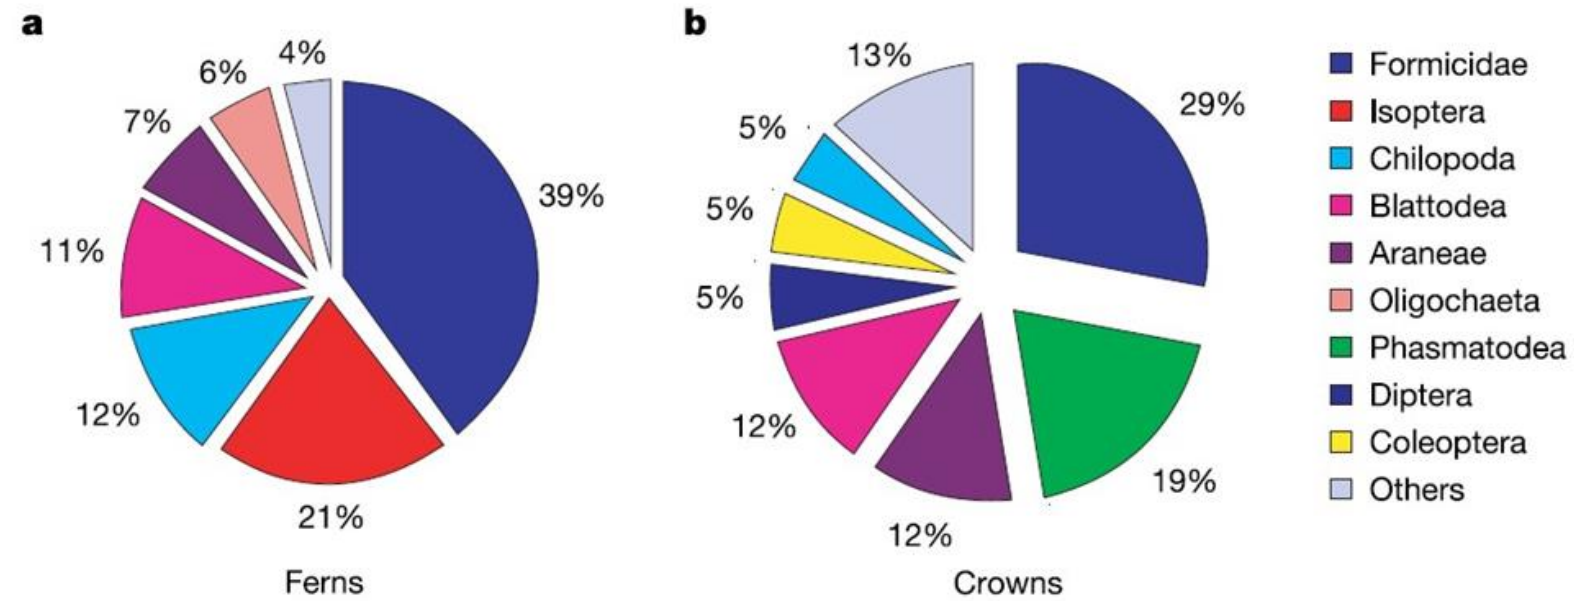 a
4%
6%
7%
39%
11%
12%
21%
Ferns
b
13%
29%
5%
5%
5%
12%
19%
12%
Crowns
Formicidae
Isoptera
Chilopoda
Blattodea
Araneae
Oligochaeta
Phasmatodea
Diptera
Coleoptera
Others